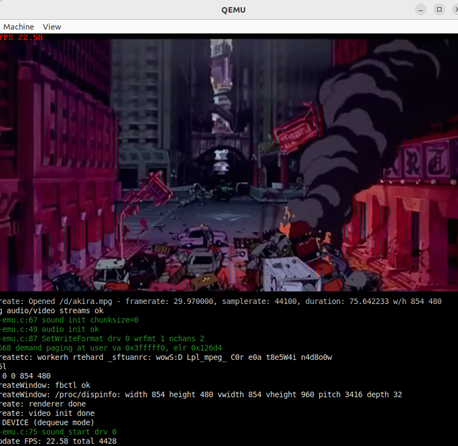 QEMU
Machine View
FPS 22.58
reate: Opened /d/akira.mpg - framerate: 29.970000, samplerate: 44100, duration: 75.642233 w/h 854 480
g audio/video streams ok
-emu.c:67 sound init chunksize=0
-emu.c:49 audio init ok
-emu.c:87 SetWriteFormat drv 0 wrfmt 1 nchans 2
668 demand paging at user va 0x3fffff0, elr 0x126d4
reatetc: workerh rtehard _sftuanrc: wowS:D Lpl_mpeg_ C0r e0a t8e5W4i n4d8o0w
5l
0 0 854 480
reateWindow: fbctl ok
reateWindow: /proc/dispinfo: width 854 height 480 vwidth 854 vheight 960 pitch 3416 depth 32
reate: renderer done
reate: video init done
DEVICE (dequeue mode)
-emu.c:75 sound_start drv 0
pdate FPS: 22.58 total 4428